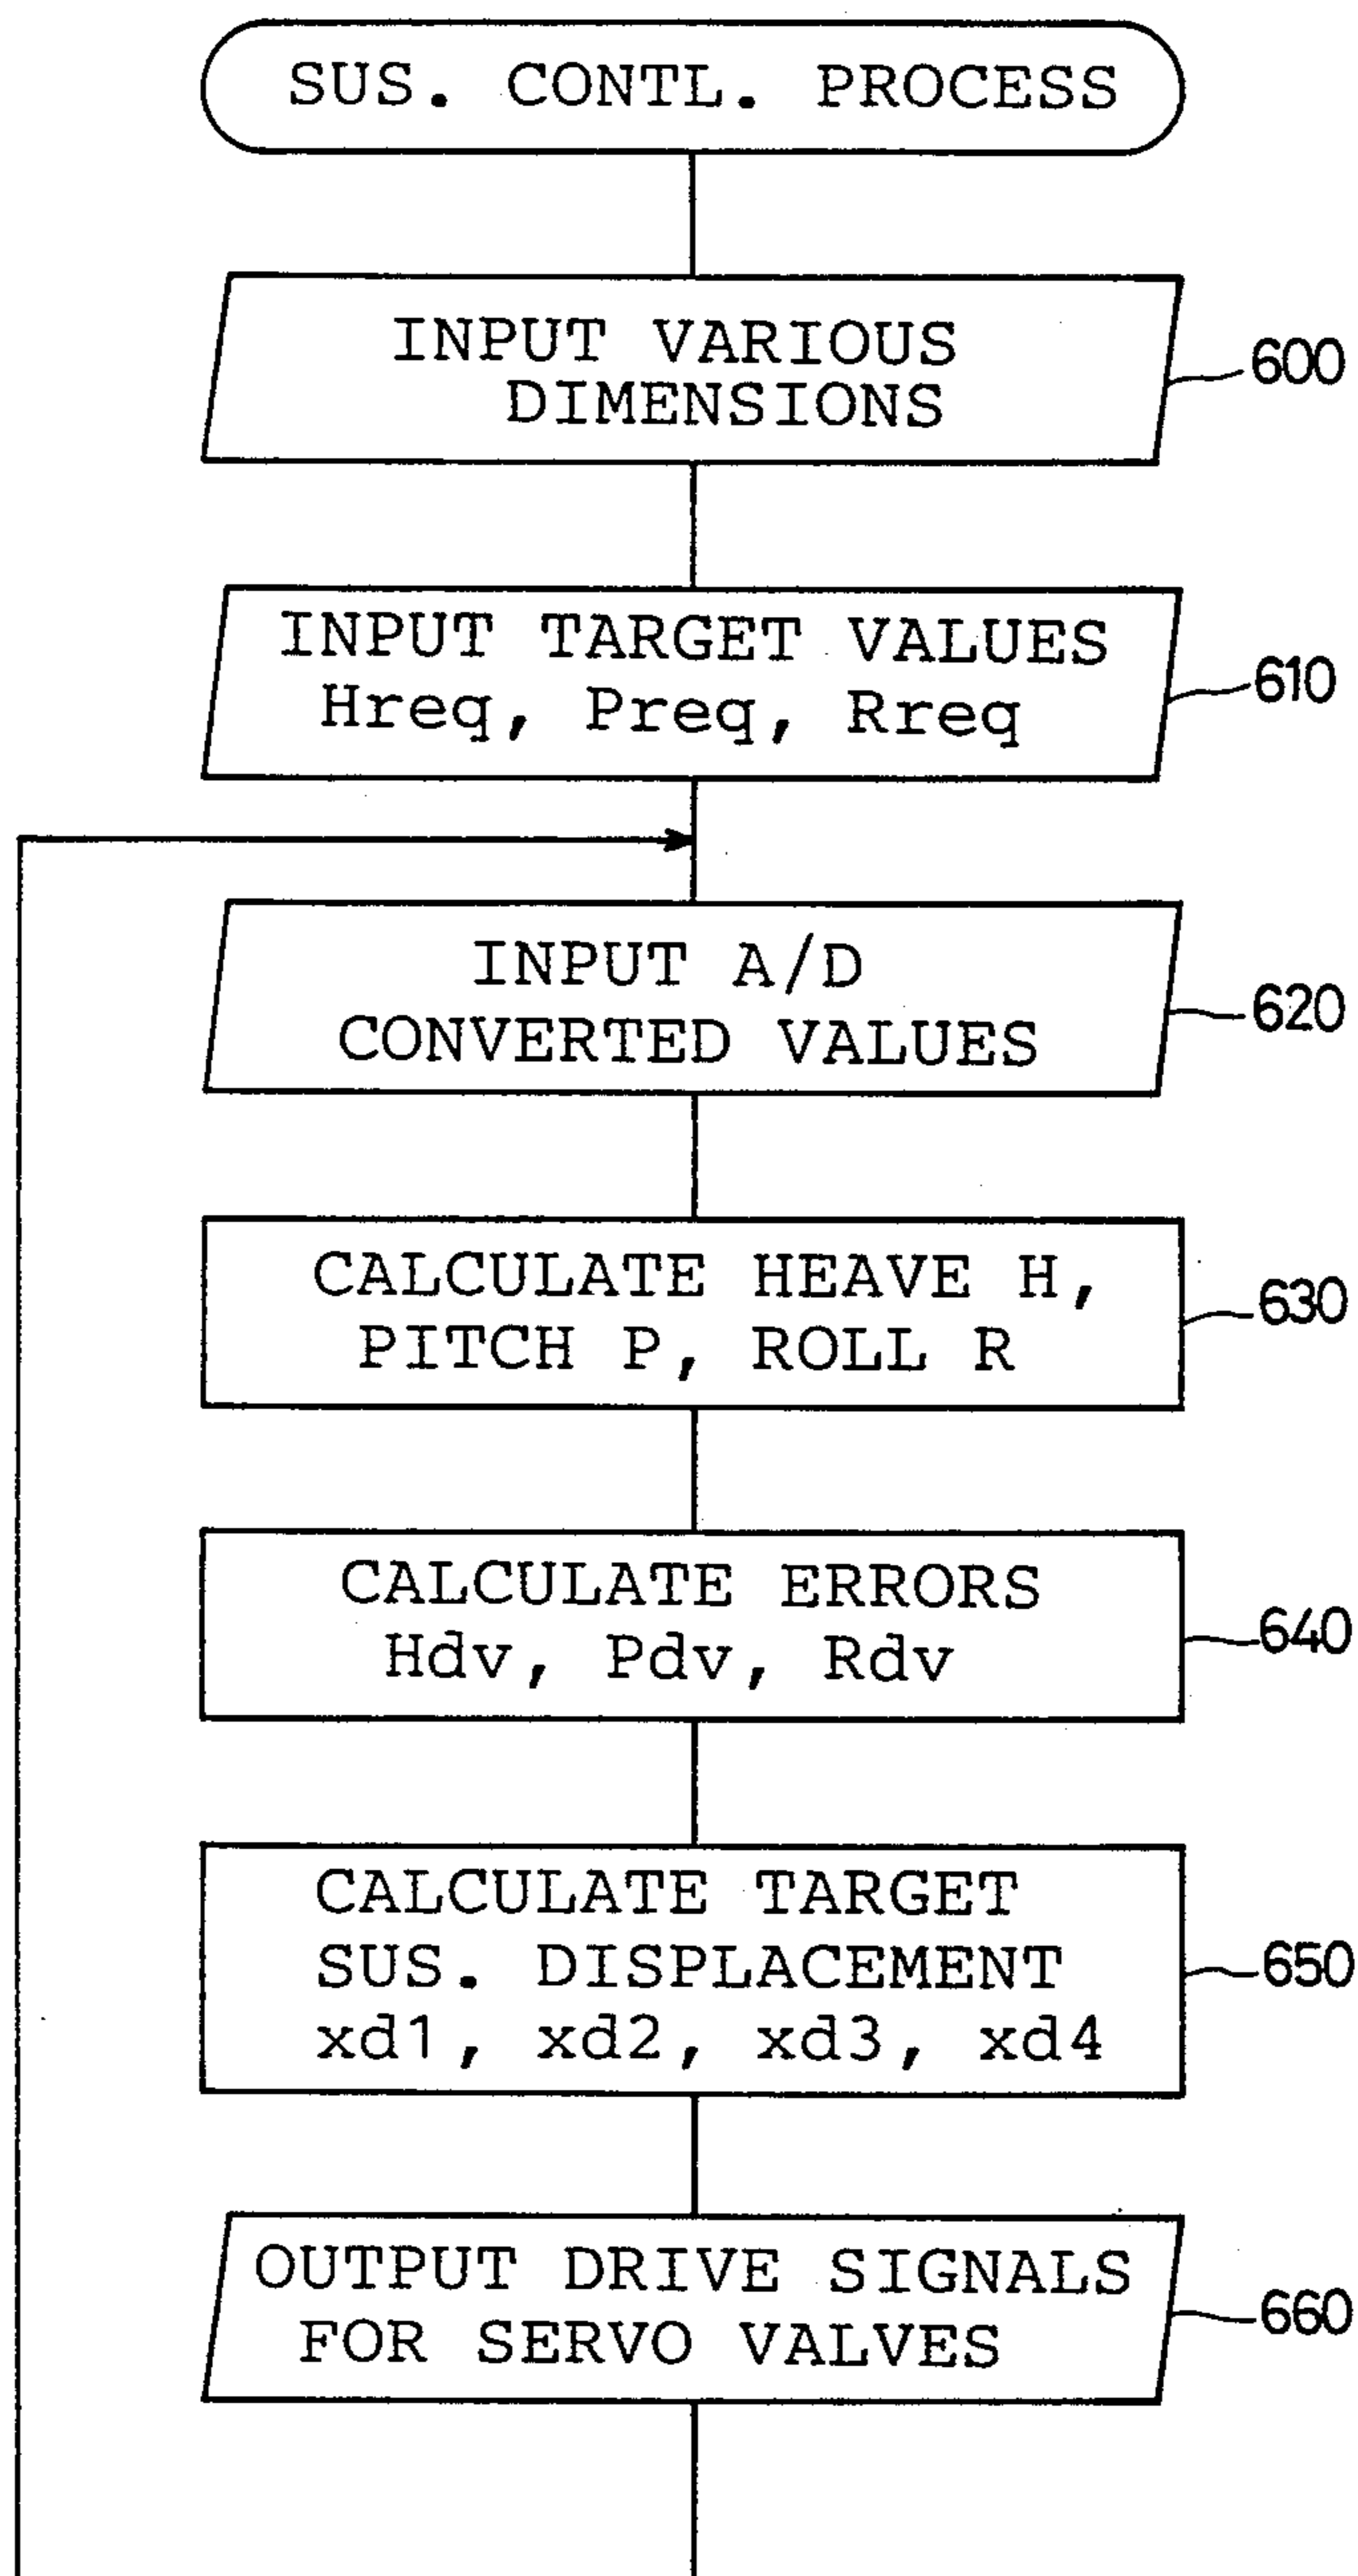 SUS. CONTL. PROCESS
INPUT VARIOUS
DIMENSIONS
600
INPUT TARGET VALUES
Hreq, Preq, Rreq
610
INPUT A/D
CONVERTED VALUES
620
CALCULATE HEAVE H,
PITCH P, ROLL R
630
CALCULATE ERRORS
Hdv, Pdv, Rdv
640
CALCULATE TARGET
SUS. DISPLACEMENT
xd1, xd2, xd3, xd4
650
OUTPUT DRIVE SIGNALS
FOR SERVO VALVES
660